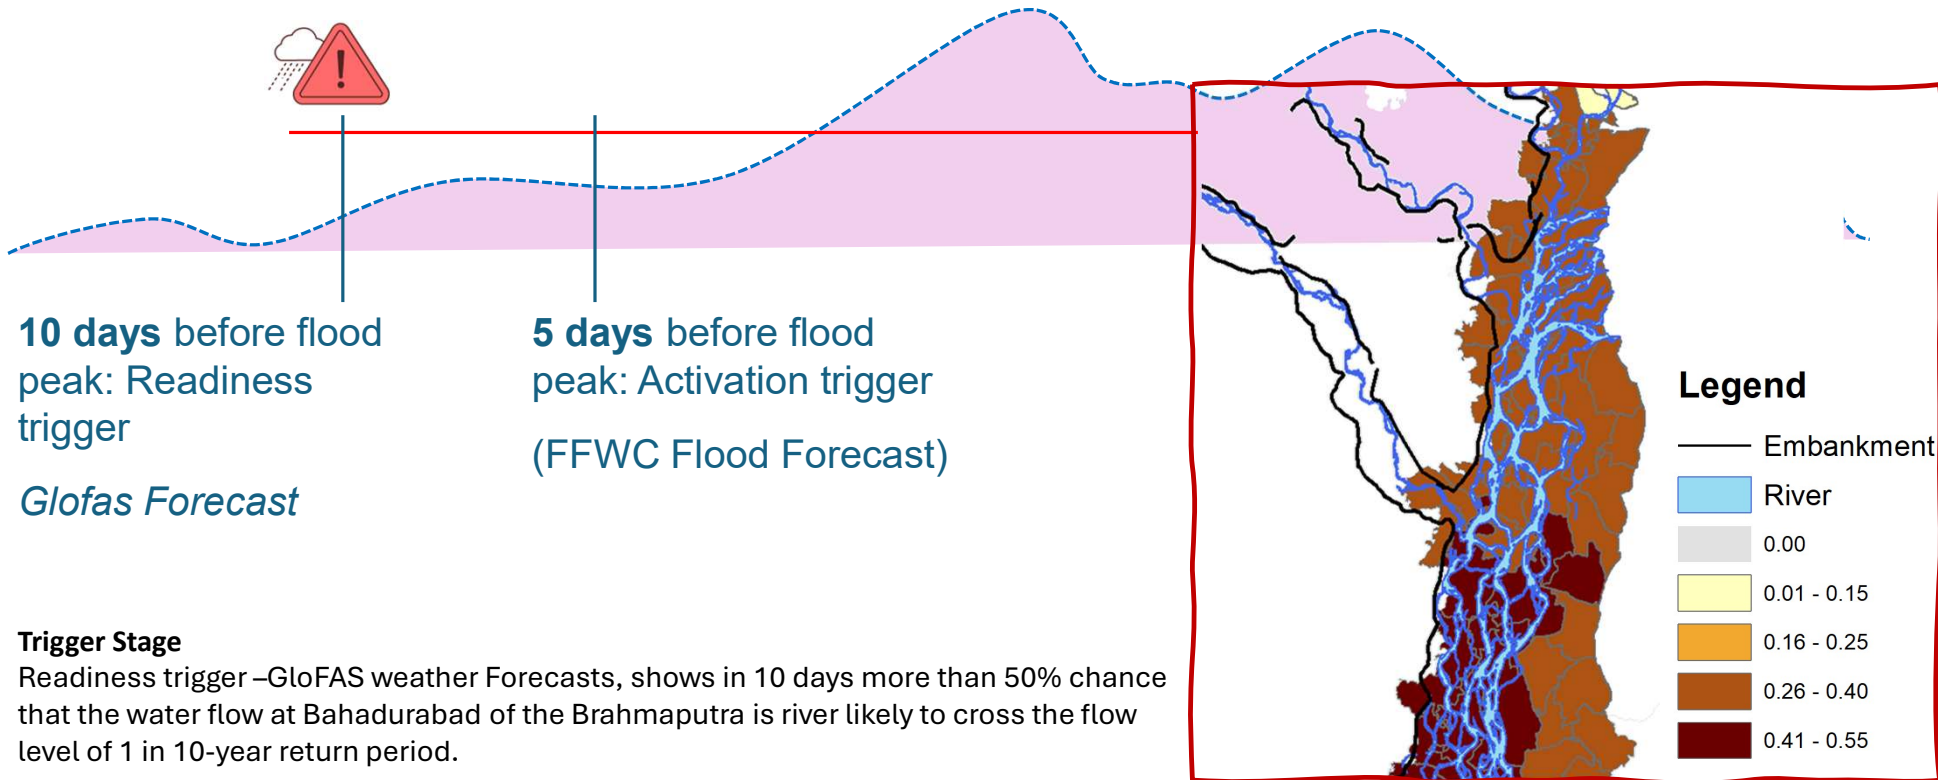 10 days before flood
peak: Readiness
trigger
Glofas Forecast
5 days before flood
peak: Activation trigger
(FFWC Flood Forecast)
Trigger Stage
Readiness trigger –GloFAS weather Forecasts, shows in 10 days more than 50% chance
that the water flow at Bahadurabad of the Brahmaputra is river likely to cross the flow
level of 1 in 10-year return period.
Legend
Embankment
River
0.00
0.01 - 0.15
0.16 - 0.25
0.26 - 0.40
0.41 - 0.55